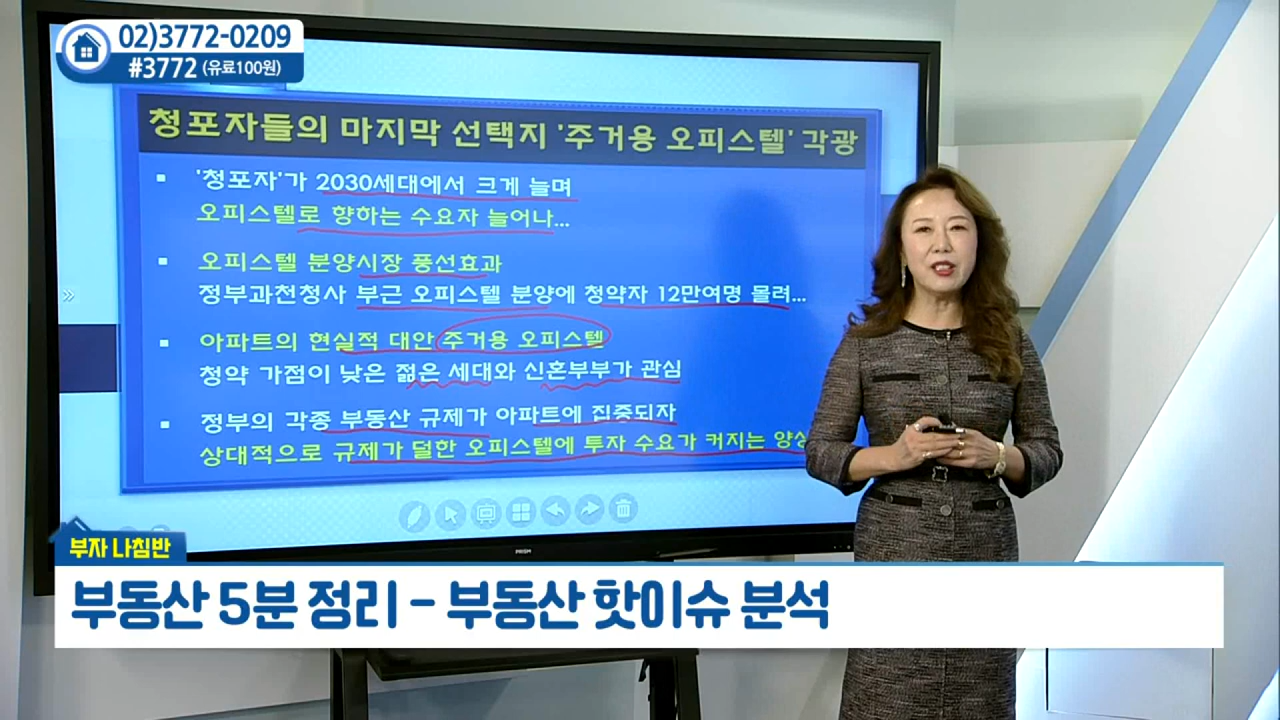 02)3772-0209
#3772 (유료100원)
청포자들의 마지막 선택지 '주거용 오피스텔' 각광
'청포자'가 2030세대에서 크게 늘며
오피스텔로 향하는 수요자 늘어나...
오피스텔 분양시장 풍선효과
정부과천청사 부근 오피스텔 분양에 청약자 12만여명 몰려...
아파트의 현실적 대안 주거용 오피스텔
청약 가점이 낮은 젊은 세대와 신혼부부가 관심
정부의 각종 부동산 규제가 아파트에 집중되자
상대적으로 규제가 덜한 오피스텔에 투자 수요가 커지는 양상
부자 나침반
부동산 5분 정리 - 부동산 핫이슈 분석